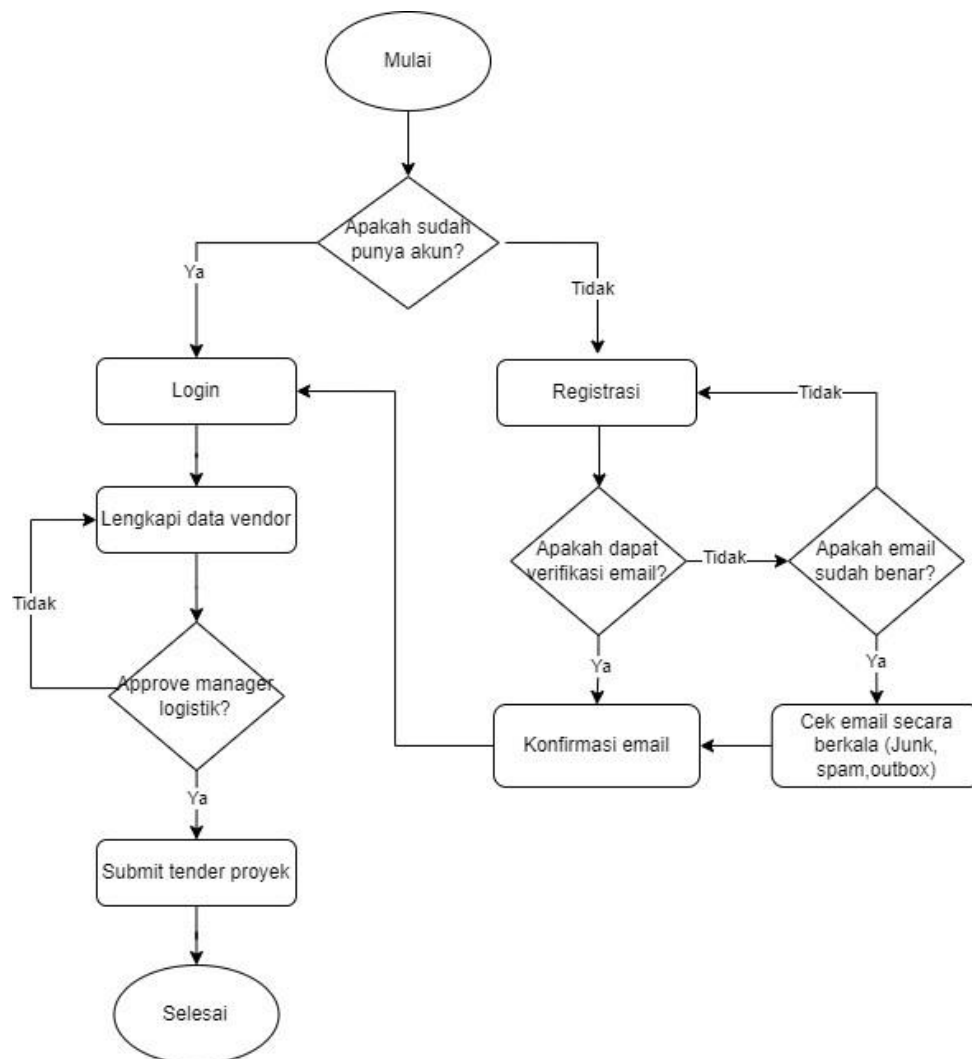 Mulai
Apakah sudah
punya akun?
Ya
Tidak
Login
Registrasi
Tidak
Lengkapi data vendor
Apakah dapat
verifikasi email?
Tidak
Apakah email
sudah benar?
Tidak
Approve manager
logistik?
Ya
Ya
Konfirmasi email
Cek email secara
berkala (Junk,
spam,outbox)
Ya
Submit tender proyek
Selesai